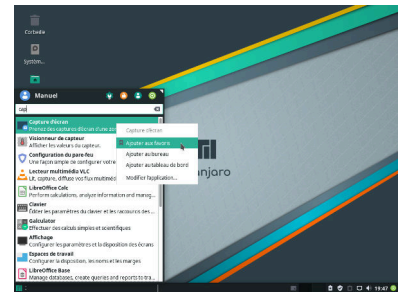 Corbeille
Systèm...
Manuel
cap
Capture d'écran
Prenez des captures d'écran d'une
Visionneur de capteur
Afficher les valeurs du capteur.
Configuration du pare-feu
Une façon simple de configurer votre
Lecteur multimédia VLC
Lit, capture, diffuse vos flux multimédi
LibreOffice Calc
Perform calculations, analyze information and manag...
Clavier
Éditer les paramètres du clavier et les raccourcis des...
Galculator
Effectuer des calculs simples et scientifiques
Affichage
Configurer les paramètres et la disposition des écrans
Espaces de travail
Configurer la disposition, les noms et les marges
LibreOffice Base
Manage databases, create queries and reports to tra...
Capture d'écran
Ajouter aux favoris
Ajouter au bureau
Ajouter au tableau de bord
Modifier l'application...
njaro
19:47